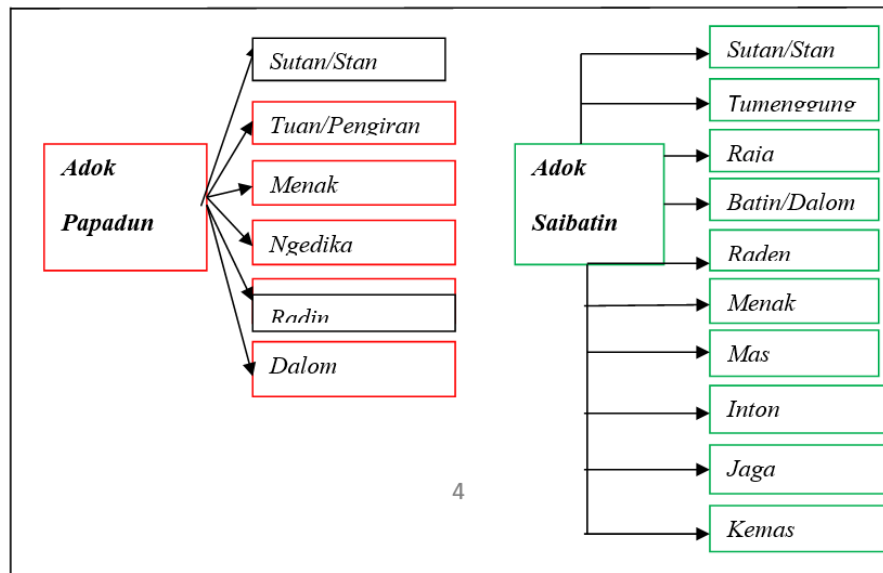 Adok
Papadun
Sutan/Stan
Tuan/Pengiran
Menak
Ngedika
Radin
Dalom
Adok
Saibatin
Sutan/Stan
Tumenggung
Raja
Batin/Dalom
Raden
Menak
Mas
Inton
Jaga
Kemas
4